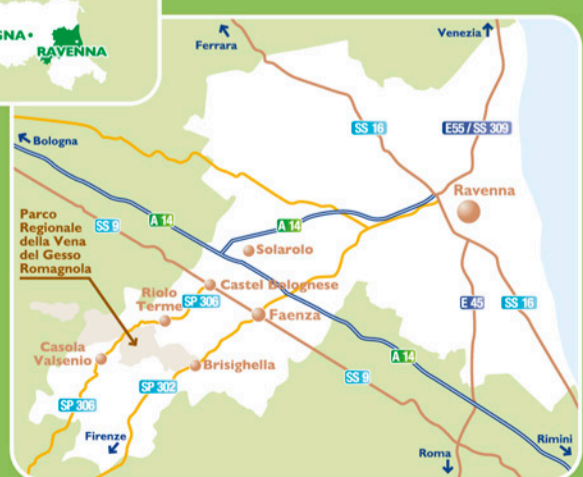 GNA
RAVENNA
Ferrara
Venezia
SS 16
E55 / SS 309
Bologna
Ravenna
Parco
Regionale
della Vena
del Gesso
Romagnola
SS 9
A 14
A 14
Solarolo
Castel Bolognese
Riolo
Terme
SP 306
Faenza
E 45
SS 16
Casola
Valsenio
Brisighella
A 14
SS 9
SP 302
SP 306
Firenze
Roma
Rimini